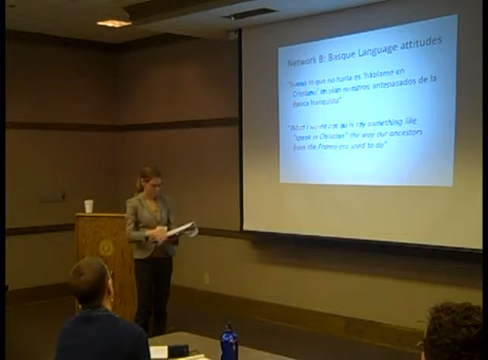 Network B: Basque Language attitudes
"Bueno lo que no haría es 'háblame en
Cristiano' en plan nuestros antepasados de la
época franquista"
"What I would not do is say something like
"speak in Christian" the way our ancestors
from the Franco era used to do"